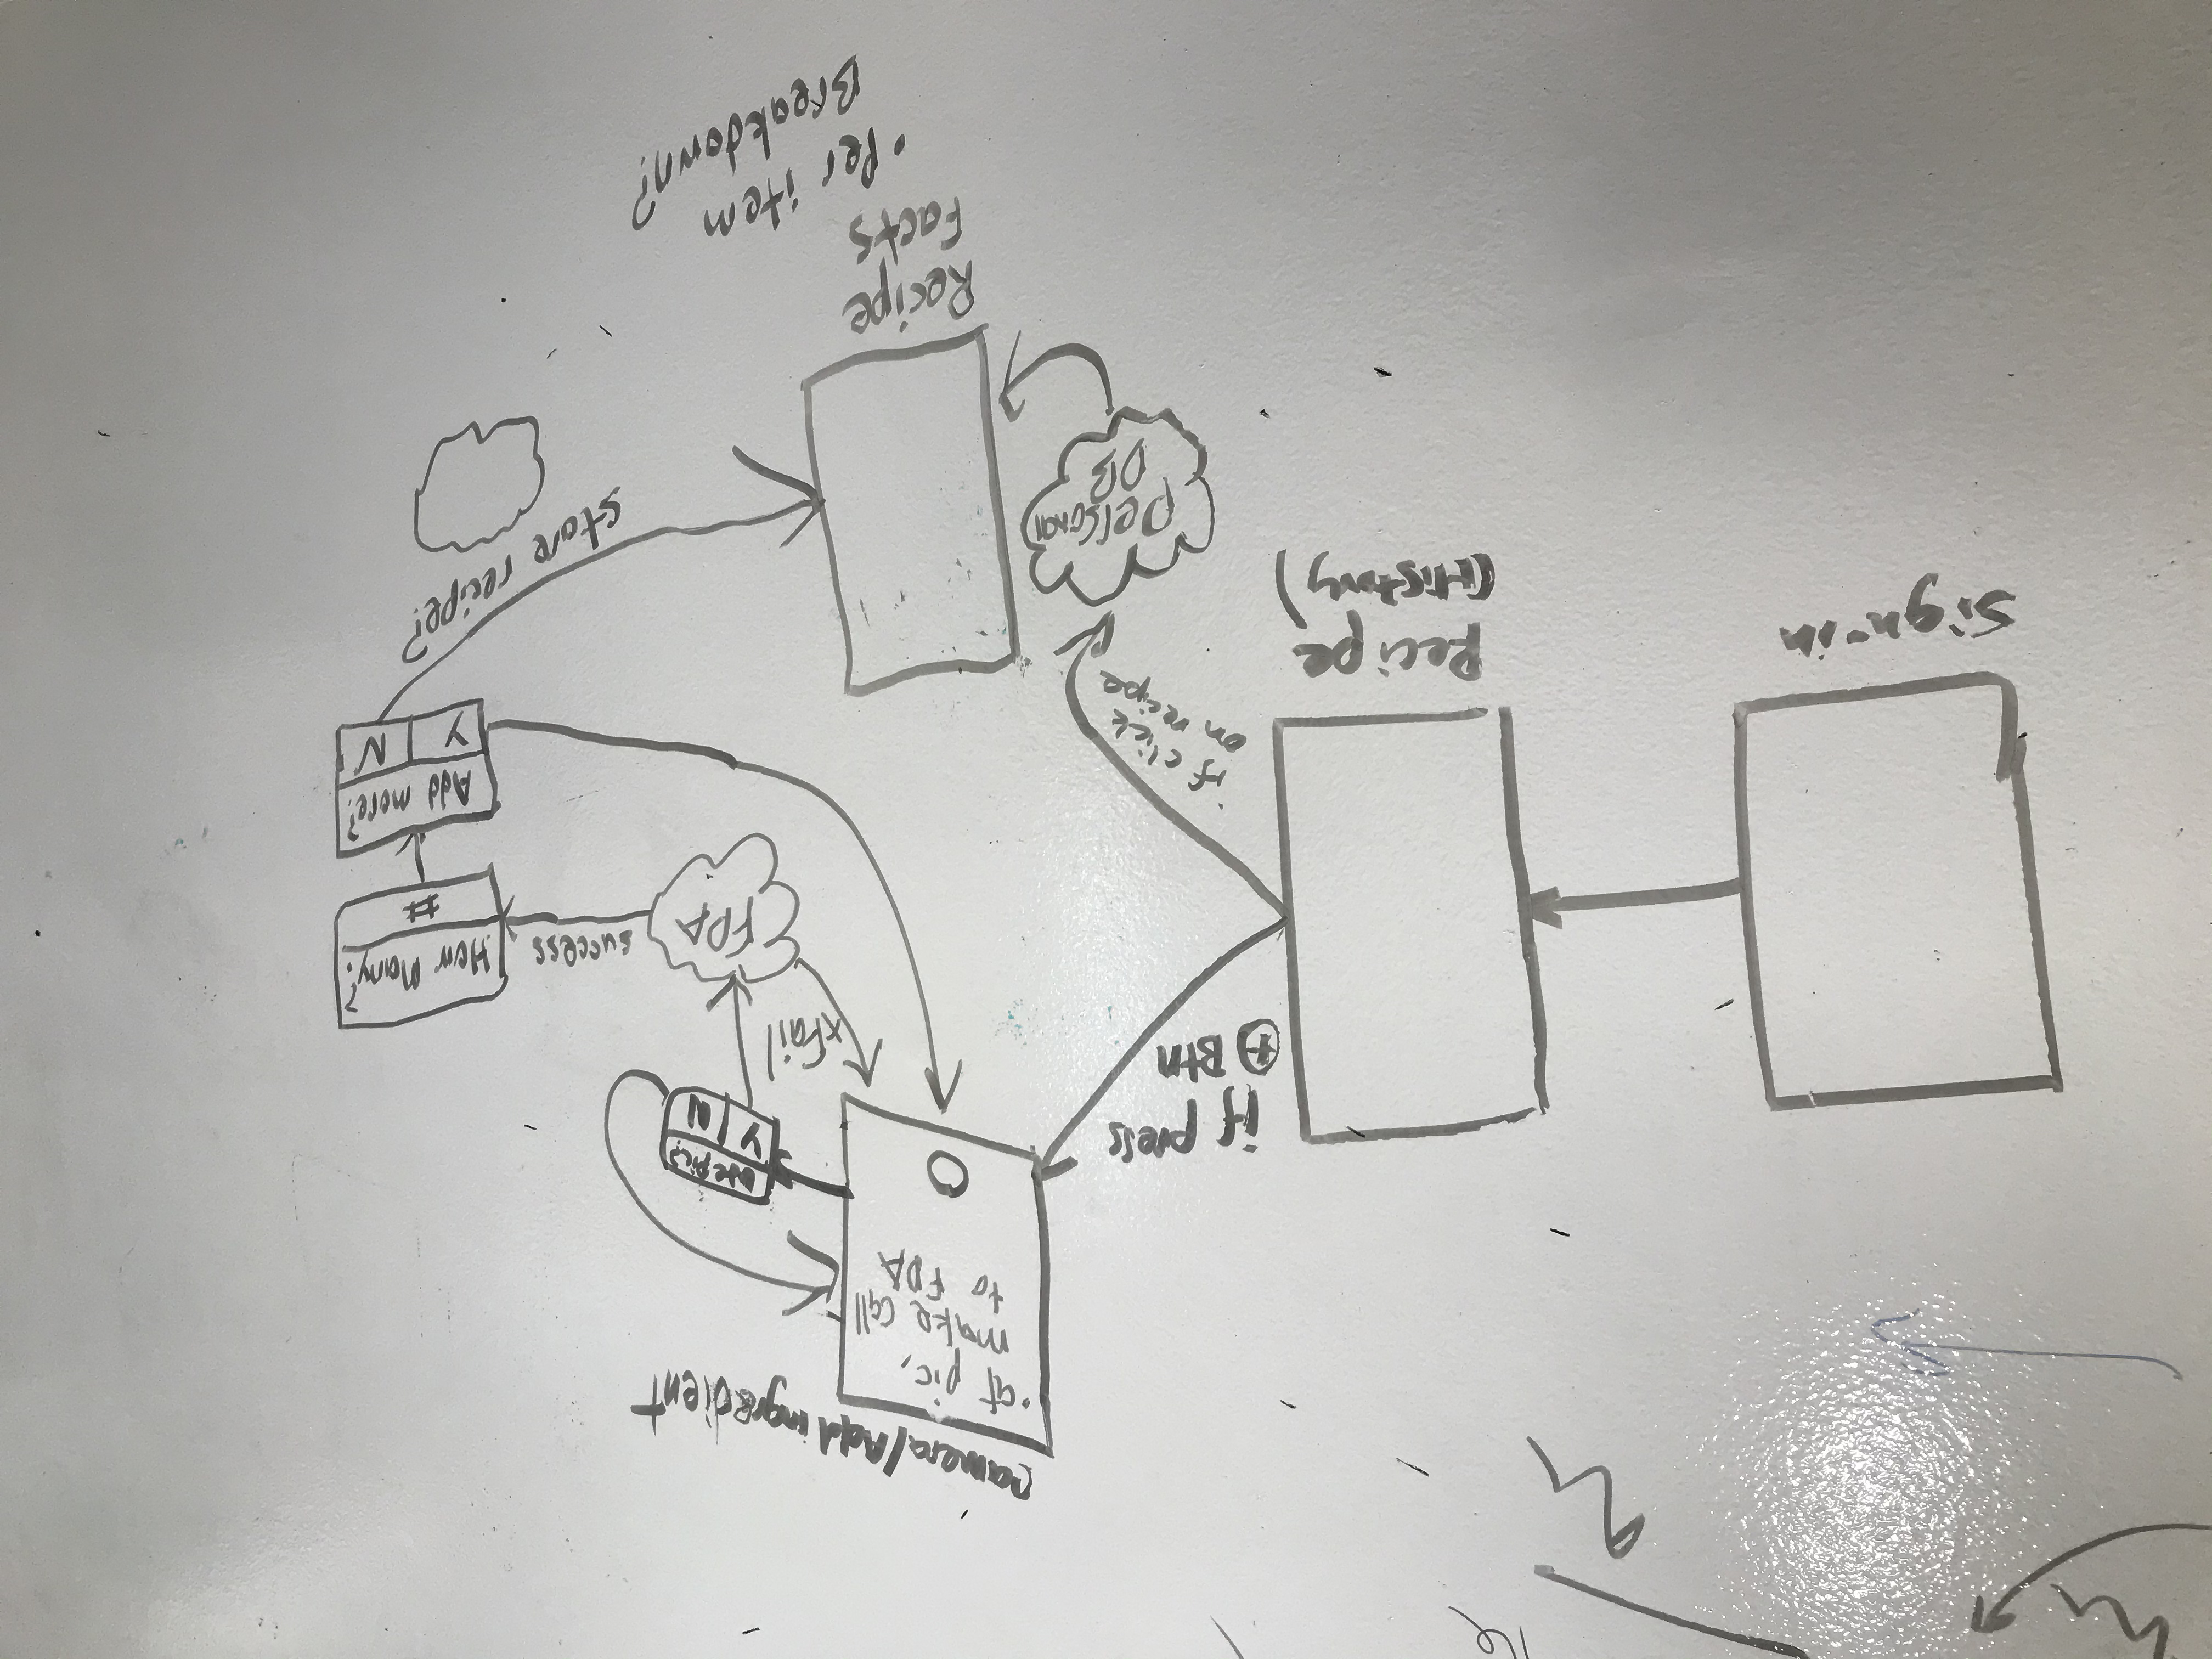 camera/Add ingredient
• at pic,
make call
to FDA
use pic?
Y N
if press
+ Btn
xFail
FDA
success
How Many?
#
Add more?
Y N
if click
on recipe
Sign-in
Recipe
(History)
Personal
DB
store recipe?
Recipe
Facts
• Per item
Breakdown?